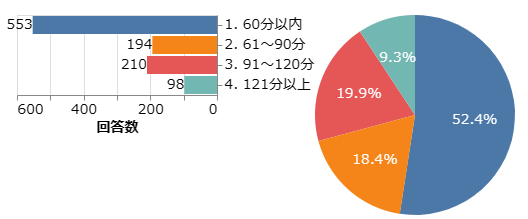 553 1. 60分以内
194 2. 61～90分
210 3. 91～120分
98 4. 121分以上
600 400 200 0
回答数
52.4%
18.4%
19.9%
9.3%